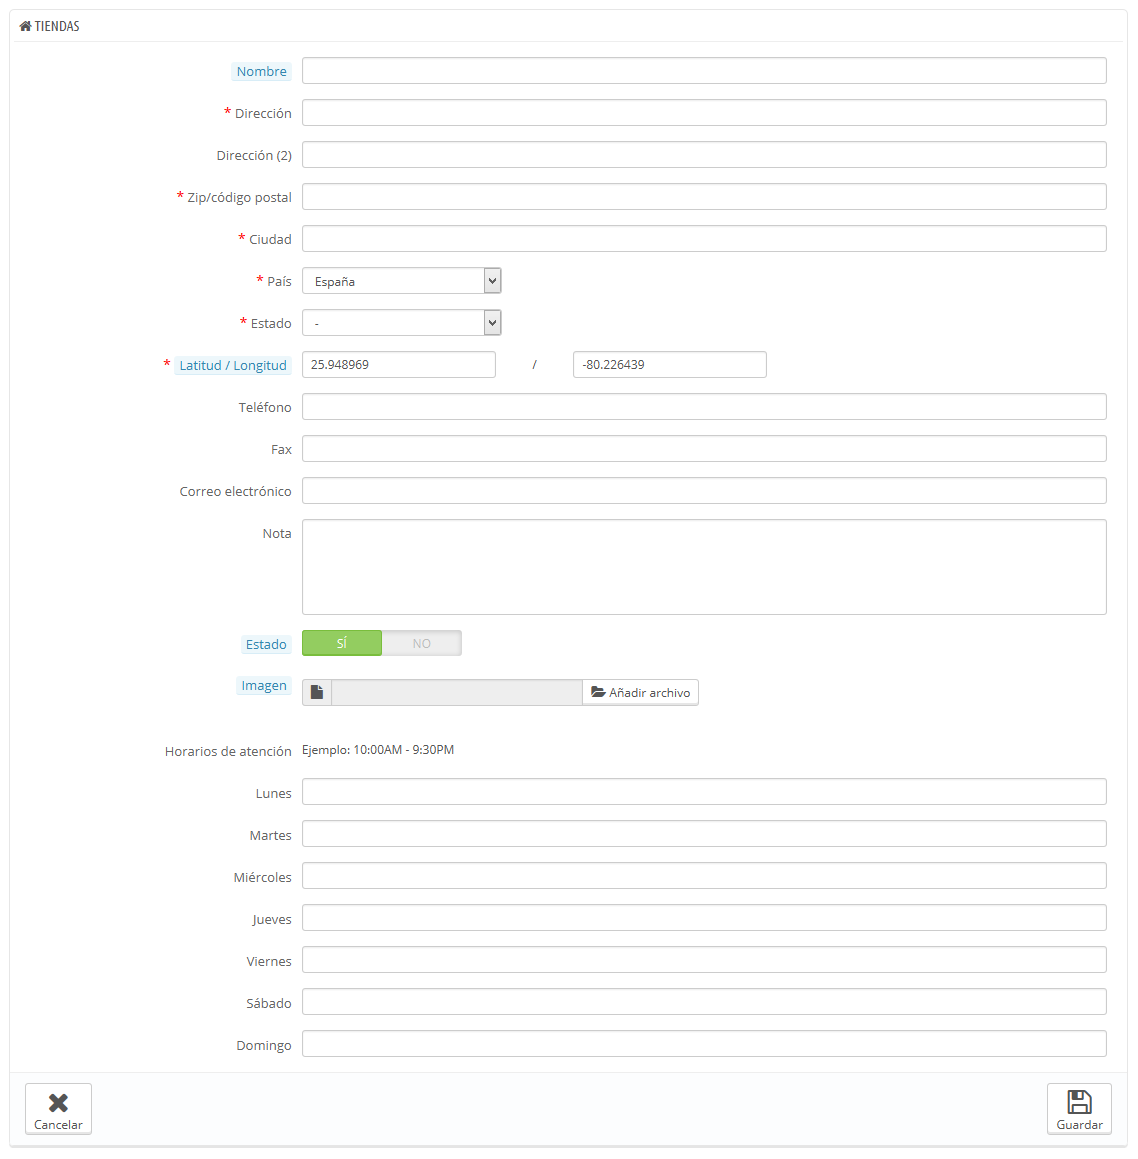 TIENDAS
Nombre
* Dirección
Dirección (2)
* Zip/código postal
* Ciudad
* País España
* Estado -
* Latitud / Longitud 25.948969 / -80.226439
Teléfono
Fax
Correo electrónico
Nota
Estado SÍ NO
Imagen Añadir archivo
Horarios de atención Ejemplo: 10:00AM - 9:30PM
Lunes
Martes
Miércoles
Jueves
Viernes
Sábado
Domingo
Cancelar Guardar